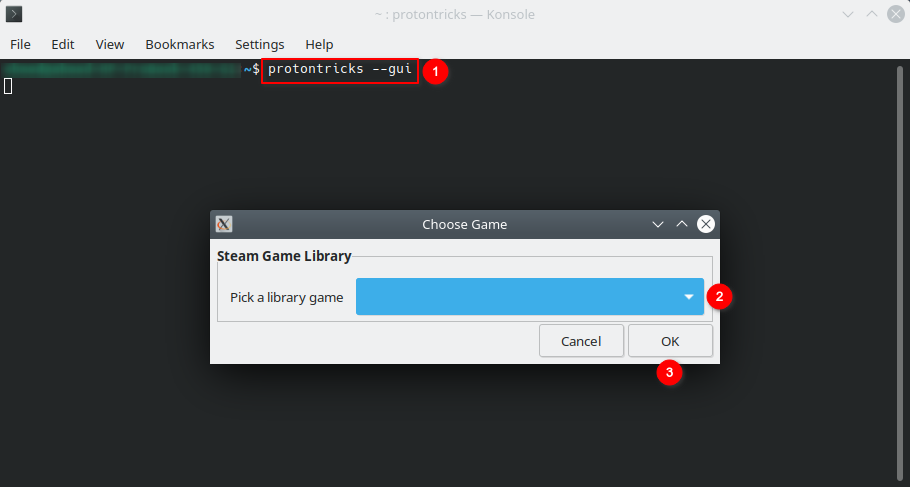 ~ : protontricks — Konsole
File Edit View Bookmarks Settings Help
~$ protontricks --gui
1
Choose Game
Steam Game Library
Pick a library game
2
Cancel OK
3